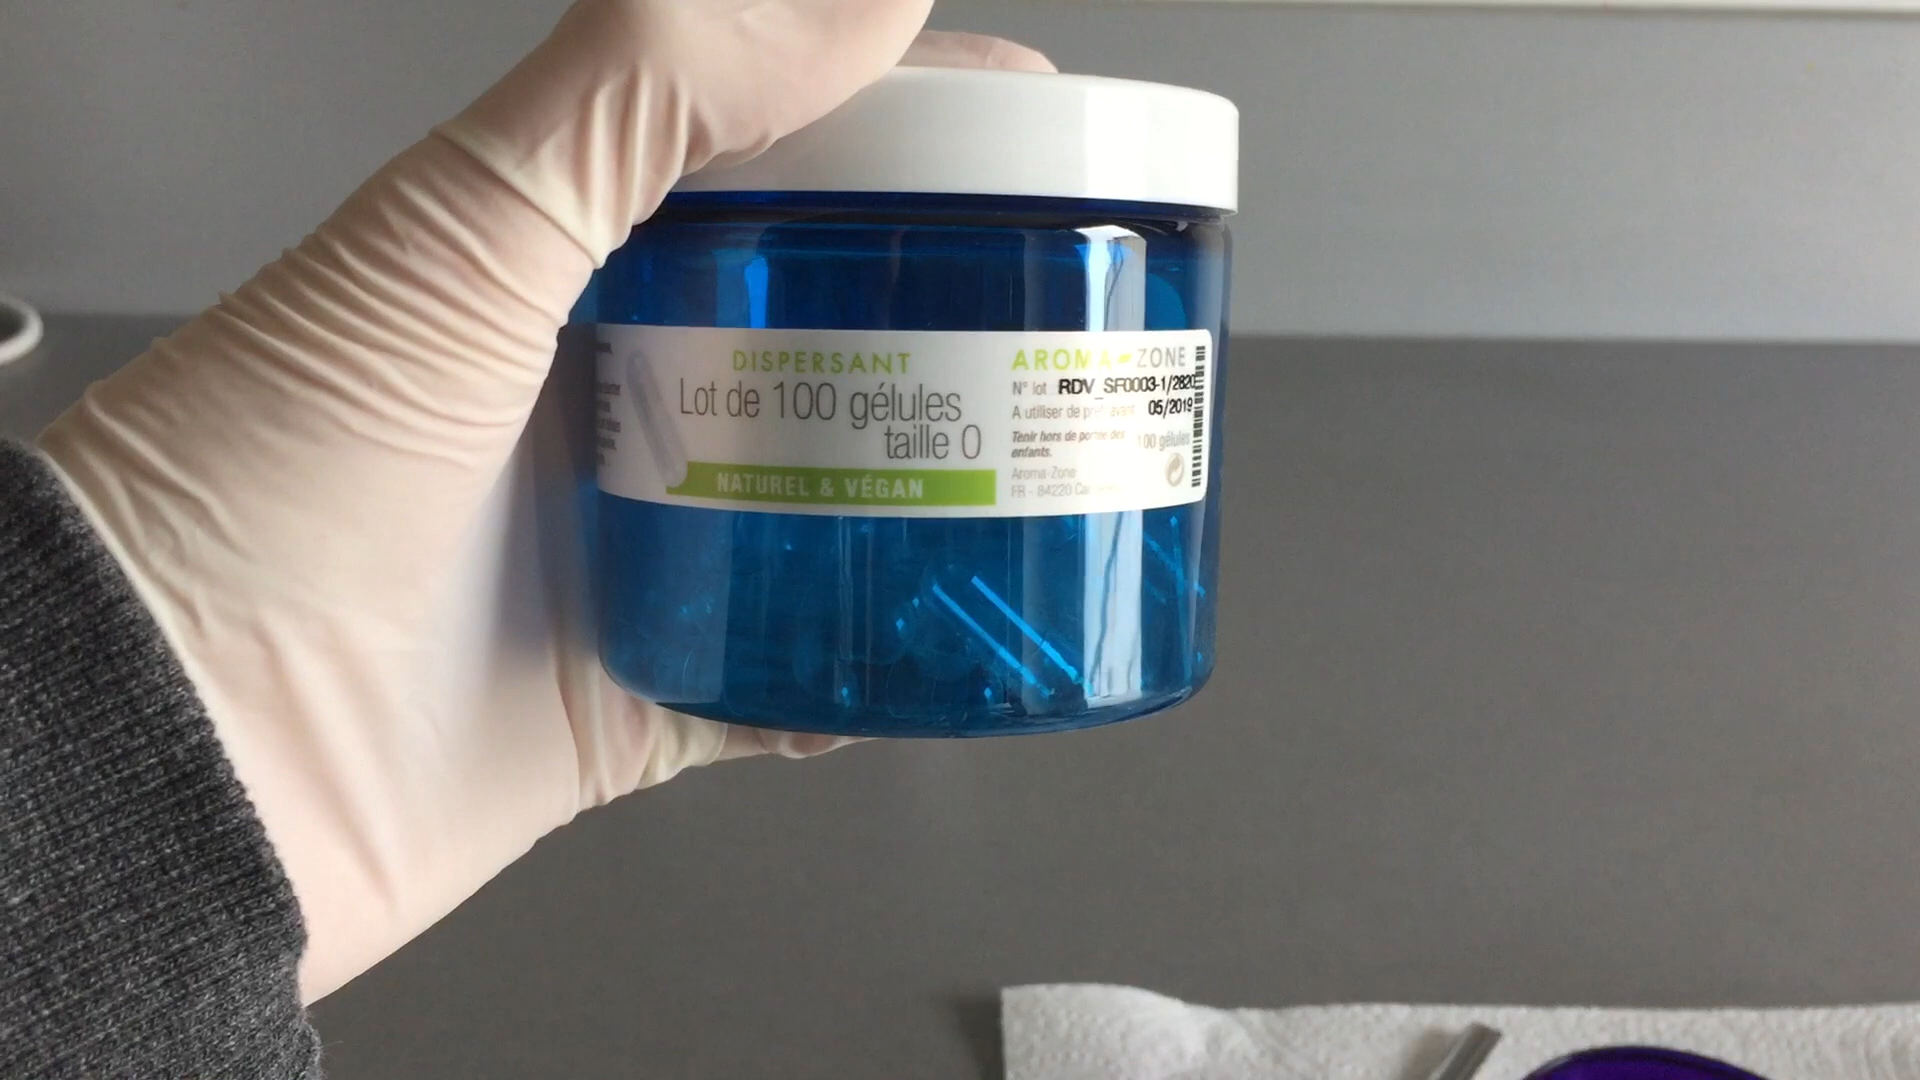 DISPERSANT
Lot de 100 gélules
taille 0
NATUREL & VÉGAN
AROMA-ZONE
N° lot RDV_SF0003-1/2820
A utiliser de préf. avant 05/2019
Tenir hors de portée des
enfants.
100 gélules
Aroma-Zone
FR - 84220